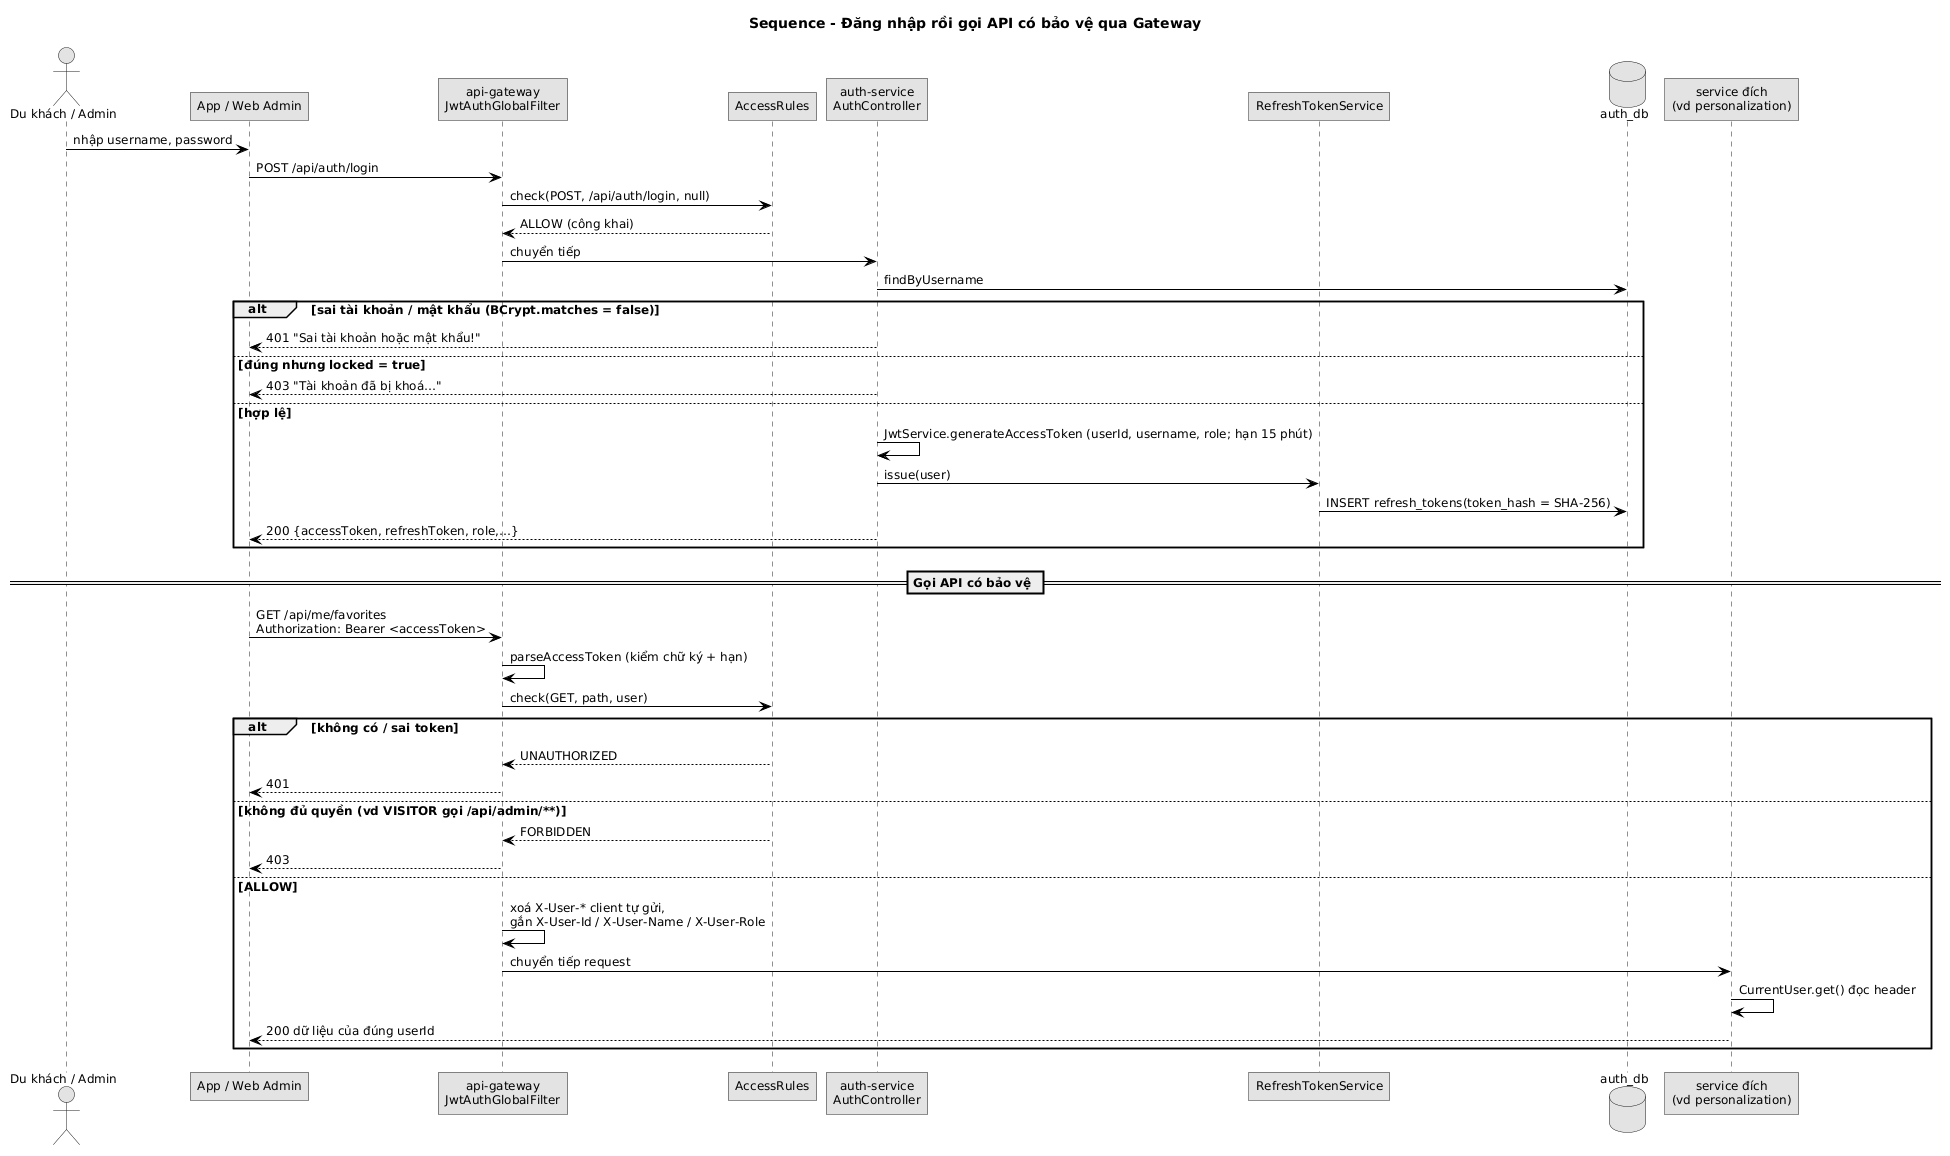 Sequence - Đăng nhập rồi gọi API có bảo vệ qua Gateway
Du khách / Admin
App / Web Admin
api-gateway
JwtAuthGlobalFilter
AccessRules
auth-service
AuthController
RefreshTokenService
auth_db
service đích
(vd personalization)
nhập username, password
POST /api/auth/login
check(POST, /api/auth/login, null)
ALLOW (công khai)
chuyển tiếp
findByUsername
alt
[sai tài khoản / mật khẩu (BCrypt.matches = false)]
401 "Sai tài khoản hoặc mật khẩu!"
[đúng nhưng locked = true]
403 "Tài khoản đã bị khoá..."
[hợp lệ]
JwtService.generateAccessToken (userId, username, role; hạn 15 phút)
issue(user)
INSERT refresh_tokens(token_hash = SHA-256)
200 {accessToken, refreshToken, role,...}
Gọi API có bảo vệ
GET /api/me/favorites
Authorization: Bearer <accessToken>
parseAccessToken (kiểm chữ ký + hạn)
check(GET, path, user)
alt
[không có / sai token]
UNAUTHORIZED
401
[không đủ quyền (vd VISITOR gọi /api/admin/**)]
FORBIDDEN
403
[ALLOW]
xoá X-User-* client tự gửi,
gắn X-User-Id / X-User-Name / X-User-Role
chuyển tiếp request
CurrentUser.get() đọc header
200 dữ liệu của đúng userId
Du khách / Admin
App / Web Admin
api-gateway
JwtAuthGlobalFilter
AccessRules
auth-service
AuthController
RefreshTokenService
auth_db
service đích
(vd personalization)